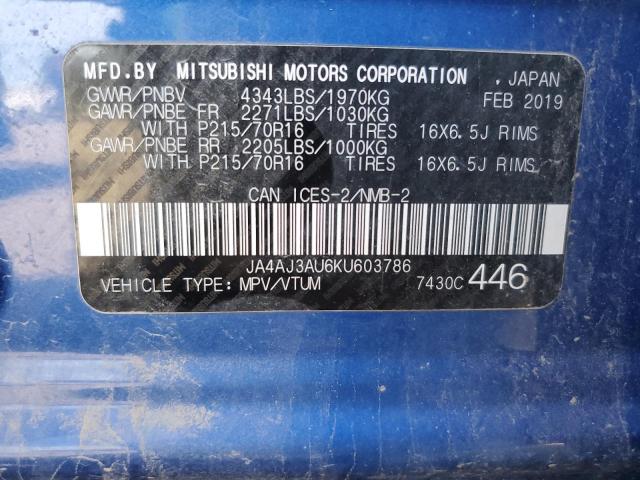 MFD.BY MITSUBISHI MOTORS CORPORATION , JAPAN
GVWR/PNBV 4343LBS/1970KG FEB 2019
GAWR/PNBE FR 2271LBS/1030KG
WITH P215/70R16 TIRES 16X6.5J RIMS
GAWR/PNBE RR 2205LBS/1000KG
WITH P215/70R16 TIRES 16X6.5J RIMS
CAN ICES-2/NMB-2
JA4AJ3AU6KU603786
VEHICLE TYPE: MPV/VTUM 7430C 446